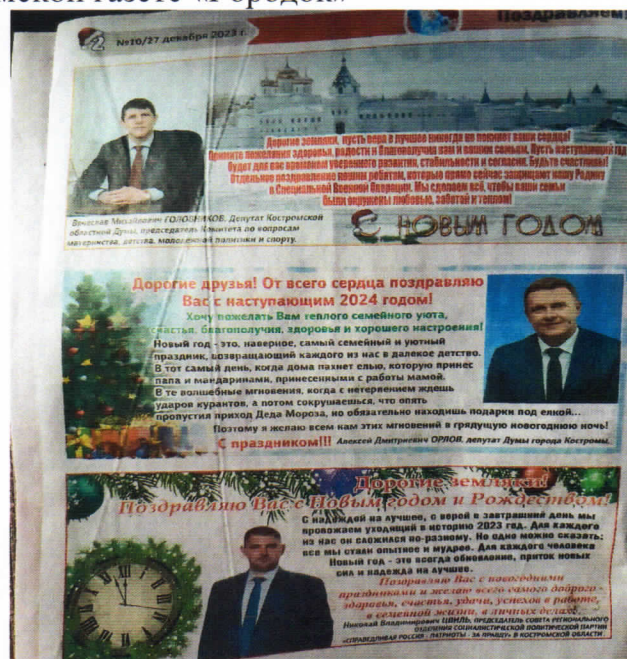 мской газете «Городок»
Поздравляем!
2 №10/27 декабря 2023 г.
Дорогие земляки, пусть вера в лучшее никогда не покинет ваши сердца!
Примите пожелания здоровья, радости и благополучия вам и вашим семьям. Пусть наступающий год
будет для вас временем уверенного развития, стабильности и согласия. Будьте счастливы!
Отдельное поздравление нашим ребятам, которые прямо сейчас защищают нашу Родину
в Специальной Военной Операции. Мы сделаем всё, чтобы ваши семьи
были окружены любовью, заботой и теплом!
С НОВЫМ ГОДОМ
Вячеслав Михайлович ГОЛОВНИКОВ, Депутат Костромской
областной Думы, председатель Комитета по вопросам
материнства, детства, молодежной политики и спорту.
Дорогие друзья! От всего сердца поздравляю
Вас с наступающим 2024 годом!
Хочу пожелать Вам теплого семейного уюта,
счастья, благополучия, здоровья и хорошего настроения!
Новый год - это, наверное, самый семейный и уютный
праздник, возвращающий каждого из нас в далекое детство.
В тот самый день, когда дома пахнет елью, которую принес
папа и мандаринами, принесенными с работы мамой.
В те волшебные мгновения, когда с нетерпением ждешь
ударов курантов, а потом сокрушаешься, что опять
пропустил приход Деда Мороза, но обязательно находишь подарки под елкой...
Поэтому я желаю всем нам этих мгновений в грядущую новогоднюю ночь!
С праздником!!! Алексей Дмитриевич ОРЛОВ, депутат Думы города Костромы.
Дорогие земляки!
Поздравляю Вас с Новым годом и Рождеством!
С надеждой на лучшее, с верой в завтрашний день мы
провожаем уходящий в историю 2023 год. Для каждого
из нас он сложился по-разному. Но одно можно сказать:
все мы стали опытнее и мудрее. Для каждого человека
Новый год - это всегда обновление, приток новых
сил и надежда на лучшее.
Поздравляю Вас с новогодними
праздниками и желаю всего самого доброго -
здоровья, счастья, удачи, успехов в работе,
в семейной жизни, в личных делах.
Николай Владимирович ЦВИЛЬ, ПРЕДСЕДАТЕЛЬ СОВЕТА РЕГИОНАЛЬНОГО
ОТДЕЛЕНИЯ СОЦИАЛИСТИЧЕСКОЙ ПОЛИТИЧЕСКОЙ ПАРТИИ
«СПРАВЕДЛИВАЯ РОССИЯ - ПАТРИОТЫ - ЗА ПРАВДУ» В КОСТРОМСКОЙ ОБЛАСТИ